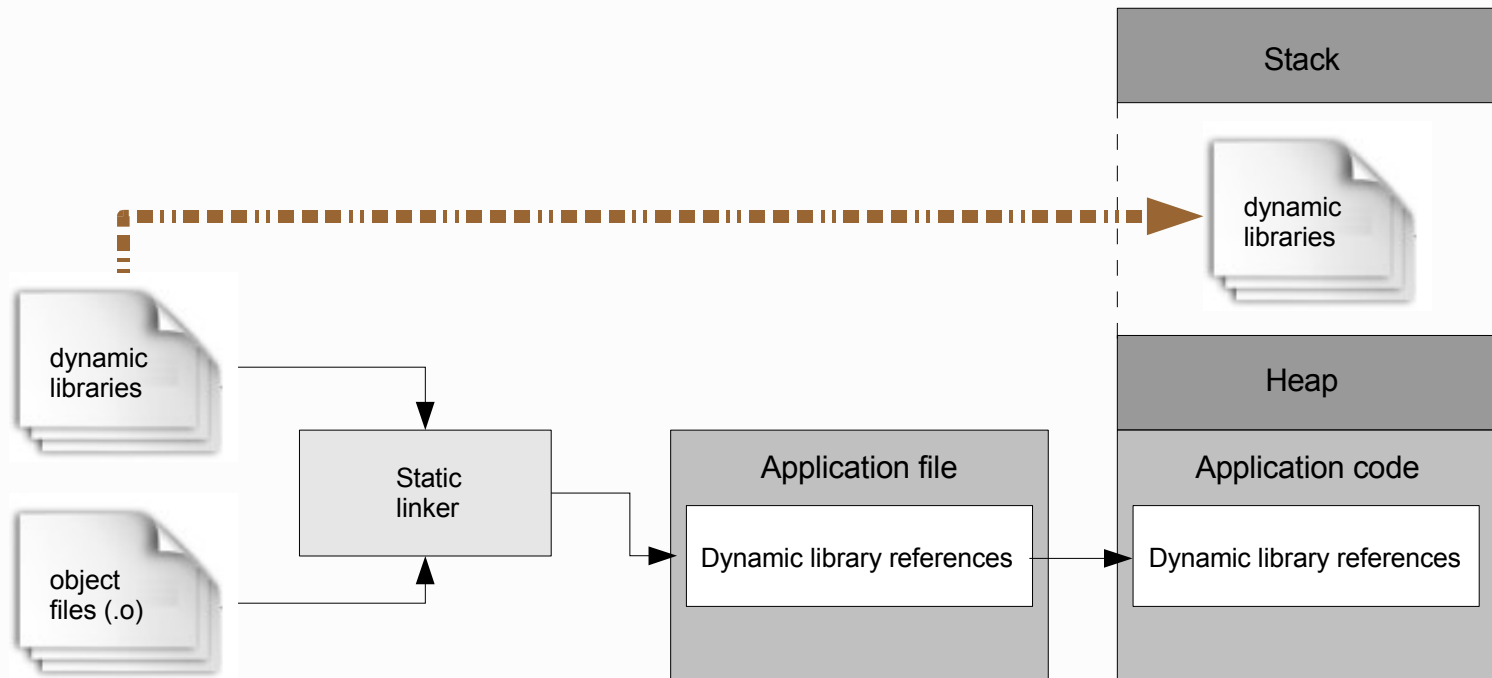 Stack
dynamic
libraries
dynamic
libraries
Heap
Static
linker
Application file
Application code
Dynamic library references
Dynamic library references
object
files (.o)